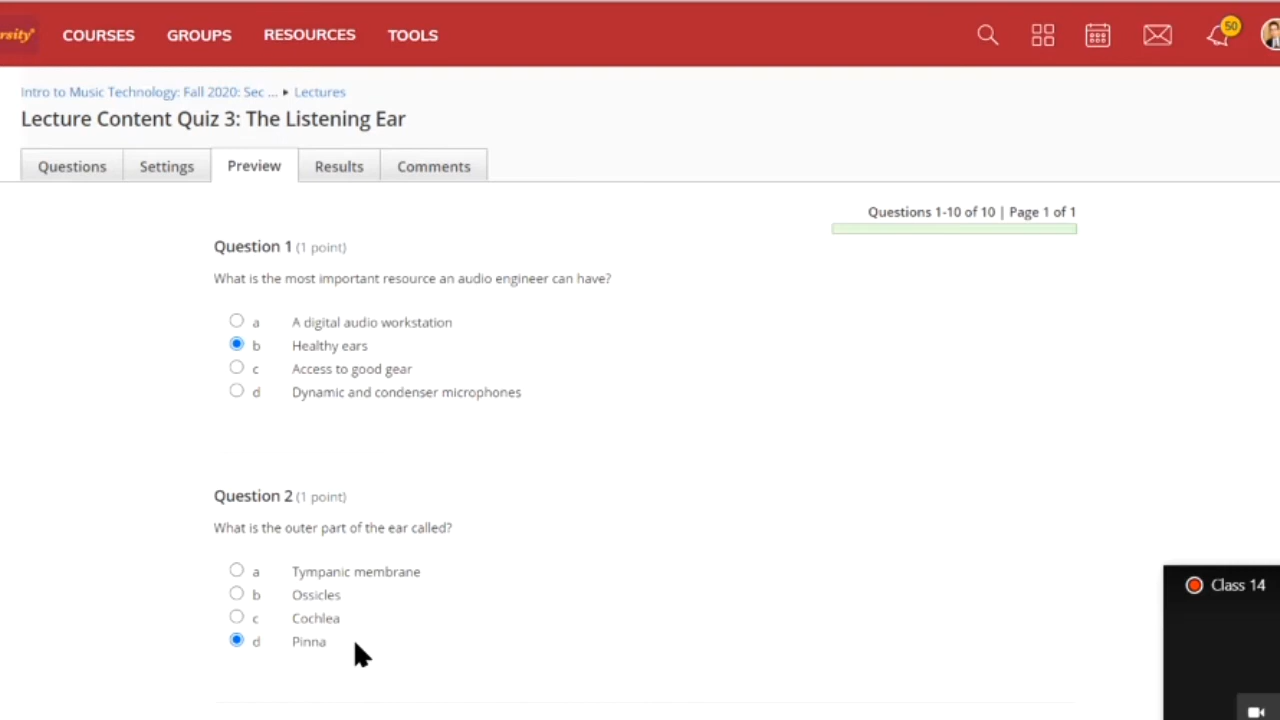 rsity®
COURSES GROUPS RESOURCES TOOLS 50
Intro to Music Technology: Fall 2020: Sec ... ▸ Lectures
Lecture Content Quiz 3: The Listening Ear
Questions Settings Preview Results Comments
Questions 1-10 of 10 | Page 1 of 1
Question 1 (1 point)
What is the most important resource an audio engineer can have?
a A digital audio workstation
b Healthy ears
c Access to good gear
d Dynamic and condenser microphones
Question 2 (1 point)
What is the outer part of the ear called?
a Tympanic membrane
b Ossicles
c Cochlea
d Pinna
Class 14